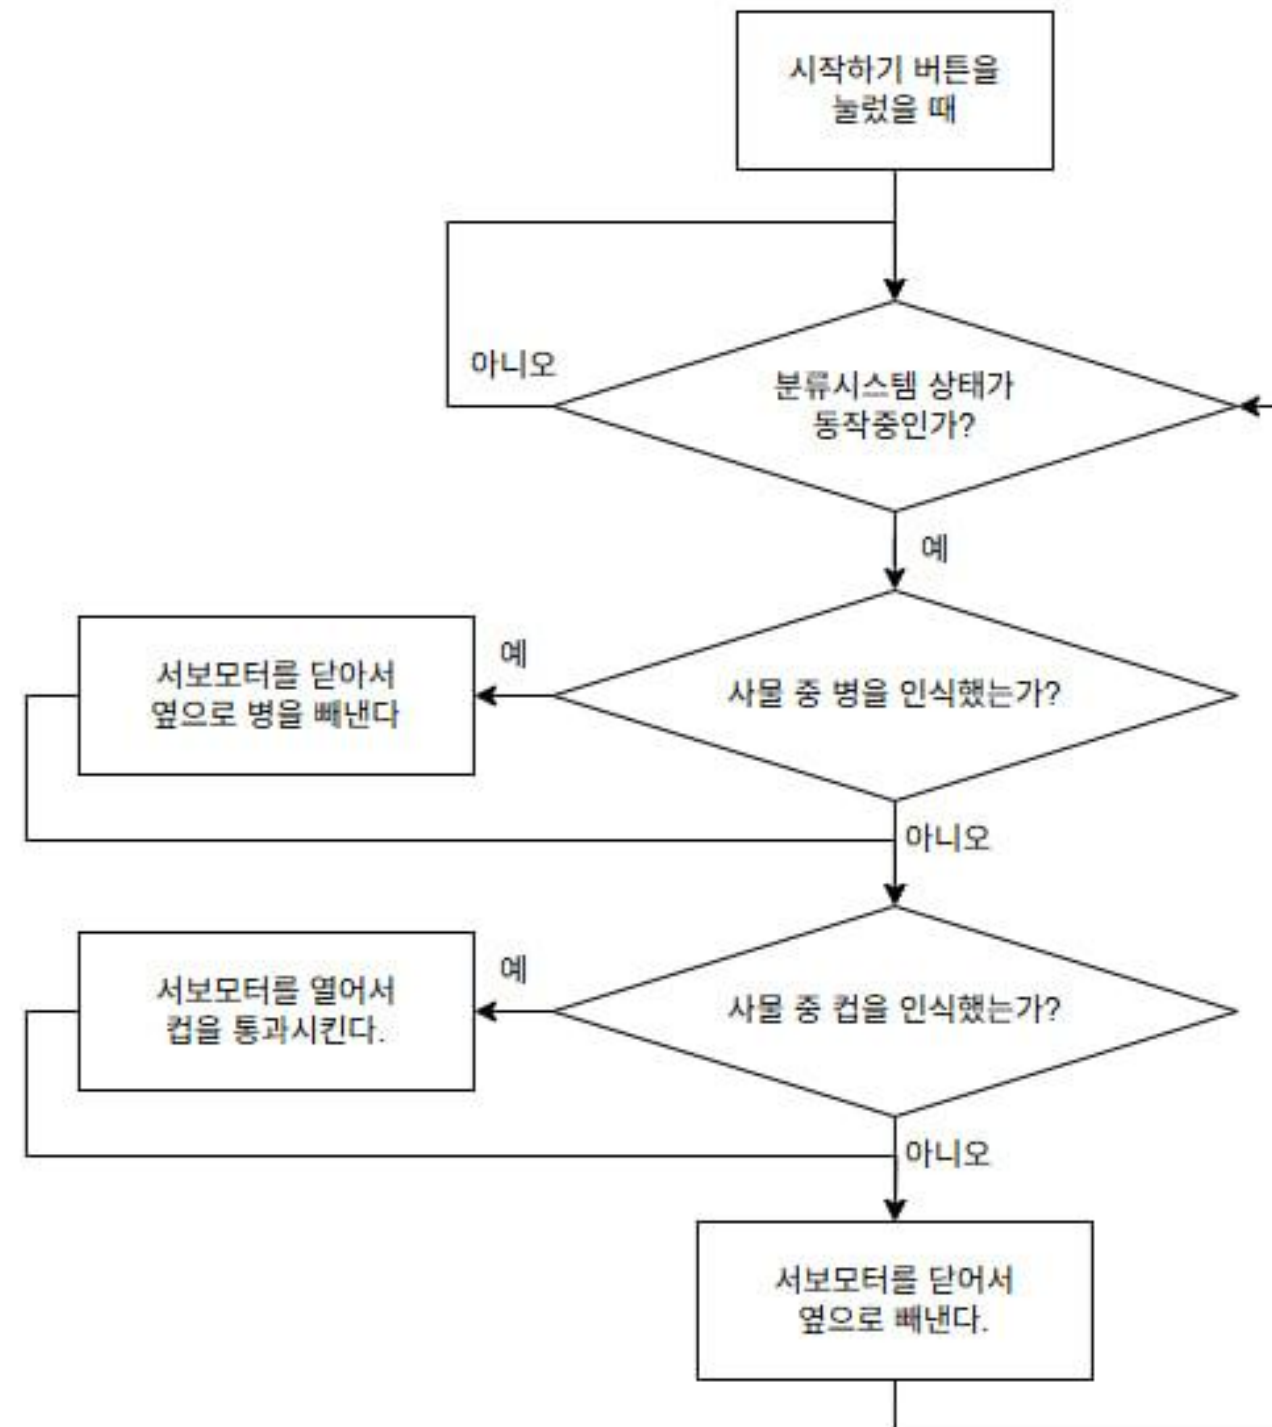 시작하기 버튼을
눌렀을 때
아니오
분류시스템 상태가
동작중인가?
예
서보모터를 닫아서
옆으로 병을 빼낸다
예
사물 중 병을 인식했는가?
아니오
서보모터를 열어서
컵을 통과시킨다.
예
사물 중 컵을 인식했는가?
아니오
서보모터를 닫어서
옆으로 빼낸다.